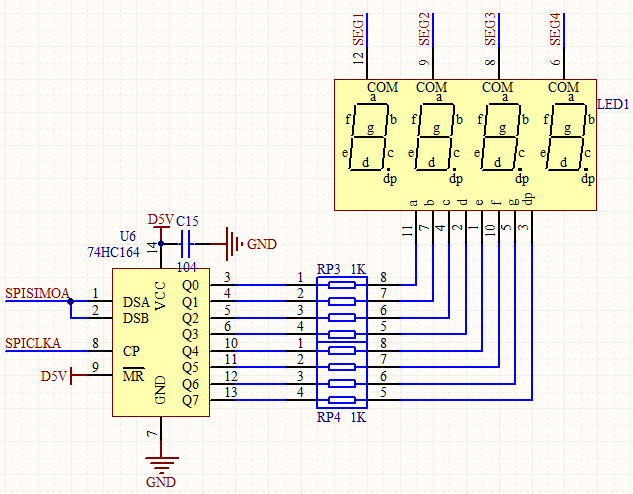 SEG1 SEG2 SEG3 SEG4
12 9 8 6
COM COM COM COM
LED1
a a a a
f b f b f b f b
g g g g
e c e c e c e c
d d d d
dp dp dp dp
a b c d e f g dp
11 7 4 2 1 10 5 3
D5V C15
U6
74HC164
14
GND
104
RP3 1K
VCC
SPISIMOA 1 DSA Q0 3 1 8
2 DSB Q1 4 2 7
Q2 5 3 6
Q3 6 4 5
SPICLKA 8 CP Q4 10 1 8
D5V 9 MR Q5 11 2 7
GND Q6 12 3 6
Q7 13 4 5
RP4 1K
7
GND